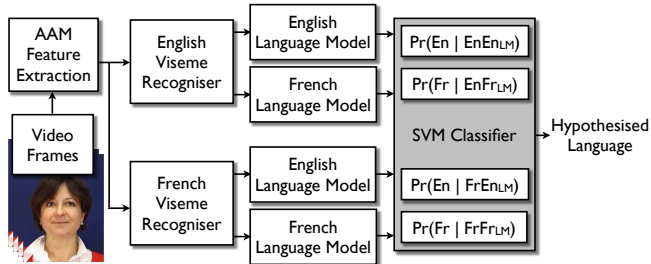 AAM
Feature
Extraction
Video
Frames
English
Viseme
Recogniser
French
Viseme
Recogniser
English
Language Model
French
Language Model
English
Language Model
French
Language Model
Pr(En | EnEnLM)
Pr(Fr | EnFrLM)
SVM Classifier
Pr(En | FrEnLM)
Pr(Fr | FrFrLM)
Hypothesised
Language